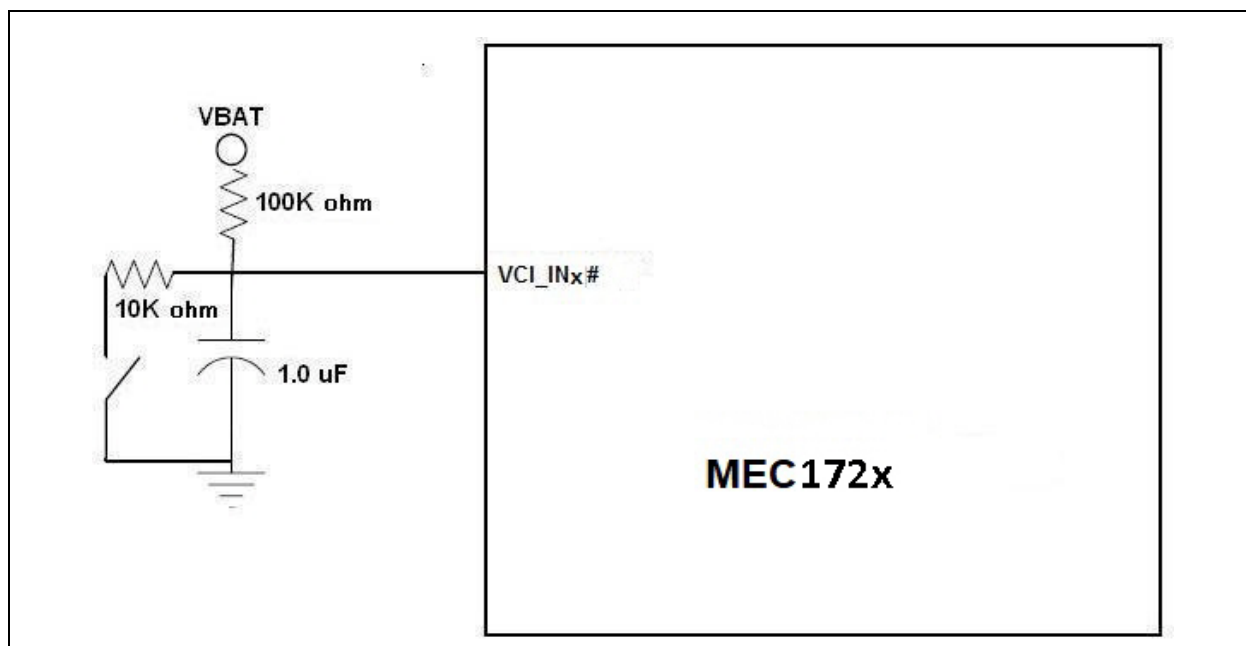 VBAT
100K ohm
VCI_INx#
10K ohm
1.0 uF
MEC172x